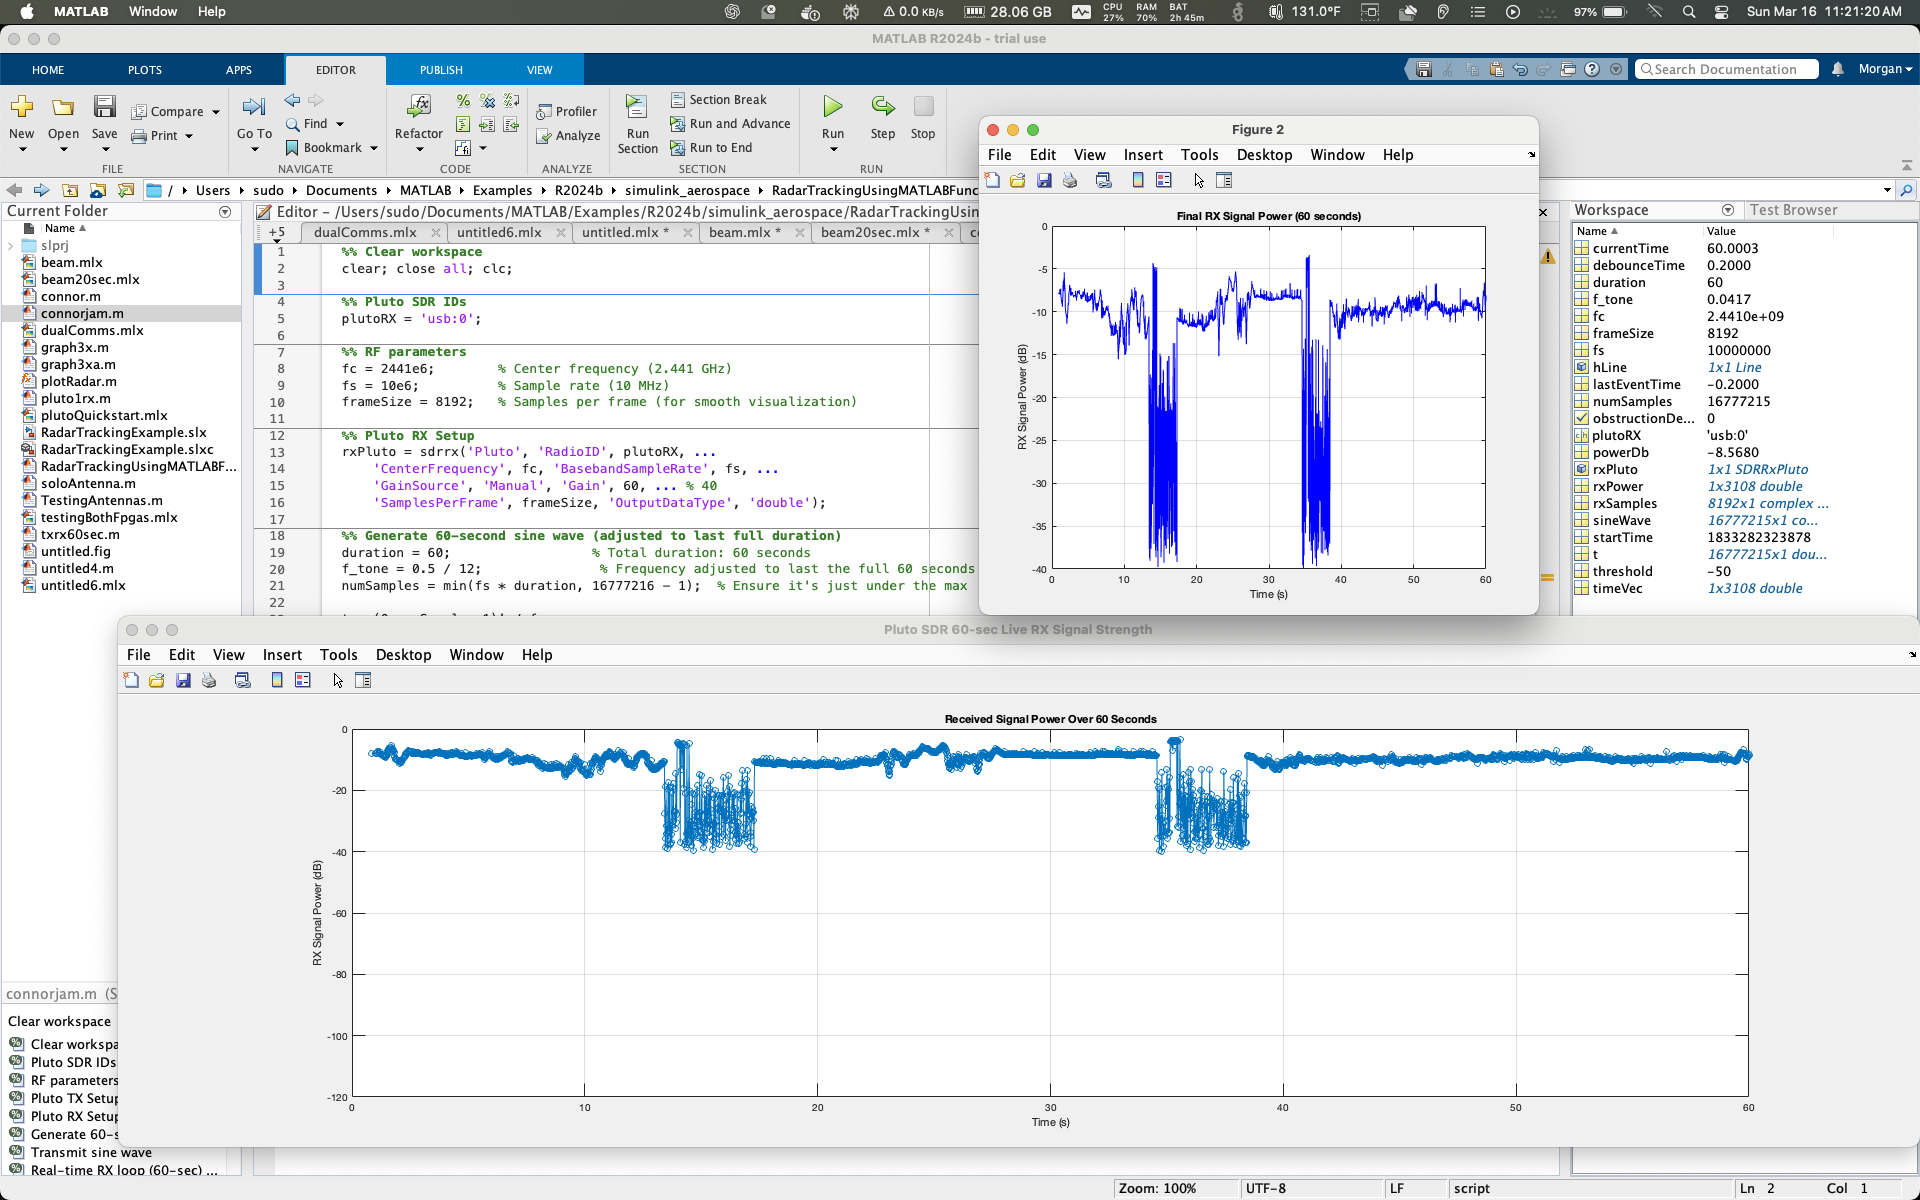 MATLAB Window Help
0.0 KB/s 28.06 GB CPU 27% RAM 70% BAT 2h 45m 131.0°F 97% Sun Mar 16 11:21:20 AM
MATLAB R2024b - trial use
HOME PLOTS APPS EDITOR PUBLISH VIEW
Search Documentation Morgan
New Open Save Compare Print
FILE
Go To Find Bookmark
NAVIGATE
Refactor
CODE
Profiler Analyze
ANALYZE
Run Section Section Break Run and Advance Run to End
SECTION
Run Step Stop
RUN
/ Users sudo Documents MATLAB Examples R2024b simulink_aerospace RadarTrackingUsingMATLABFunc
Current Folder
Name
slprj
beam.mlx
beam20sec.mlx
connor.m
connorjam.m
dualComms.mlx
graph3x.m
graph3xa.m
plotRadar.m
pluto1rx.m
plutoQuickstart.mlx
RadarTrackingExample.slx
RadarTrackingExample.slxc
RadarTrackingUsingMATLABF...
soloAntenna.m
TestingAntennas.m
testingBothFpgas.mlx
txrx60sec.m
untitled.fig
untitled4.m
untitled6.mlx
connorjam.m (S
Clear workspace
Clear workspa
Pluto SDR IDs
RF parameters
Pluto TX Setup
Pluto RX Setup
Generate 60-s
Transmit sine wave
Real-time RX loop (60-sec) ...
Editor - /Users/sudo/Documents/MATLAB/Examples/R2024b/simulink_aerospace/RadarTrackingUsin
+5 dualComms.mlx untitled6.mlx untitled.mlx * beam.mlx * beam20sec.mlx * co
1 %% Clear workspace
2 clear; close all; clc;
3
4 %% Pluto SDR IDs
5 plutoRX = 'usb:0';
6
7 %% RF parameters
8 fc = 2441e6; % Center frequency (2.441 GHz)
9 fs = 10e6; % Sample rate (10 MHz)
10 frameSize = 8192; % Samples per frame (for smooth visualization)
11
12 %% Pluto RX Setup
13 rxPluto = sdrrx('Pluto', 'RadioID', plutoRX, ...
14 'CenterFrequency', fc, 'BasebandSampleRate', fs, ...
15 'GainSource', 'Manual', 'Gain', 60, ... % 40
16 'SamplesPerFrame', frameSize, 'OutputDataType', 'double');
17
18 %% Generate 60-second sine wave (adjusted to last full duration)
19 duration = 60; % Total duration: 60 seconds
20 f_tone = 0.5 / 12; % Frequency adjusted to last the full 60 seconds
21 numSamples = min(fs * duration, 16777216 - 1); % Ensure it's just under the max
22
Figure 2
File Edit View Insert Tools Desktop Window Help
Final RX Signal Power (60 seconds)
RX Signal Power (dB)
0
-5
-10
-15
-20
-25
-30
-35
-40
0 10 20 30 40 50 60
Time (s)
Workspace Test Browser
Name Value
currentTime 60.0003
debounceTime 0.2000
duration 60
f_tone 0.0417
fc 2.4410e+09
frameSize 8192
fs 10000000
hLine 1x1 Line
lastEventTime -0.2000
numSamples 16777215
obstructionDe... 0
plutoRX 'usb:0'
powerDb -8.5680
rxPluto 1x1 SDRRxPluto
rxPower 1x3108 double
rxSamples 8192x1 complex ...
sineWave 16777215x1 co...
startTime 1833282323878
t 16777215x1 dou...
threshold -50
timeVec 1x3108 double
Pluto SDR 60-sec Live RX Signal Strength
File Edit View Insert Tools Desktop Window Help
Received Signal Power Over 60 Seconds
RX Signal Power (dB)
0
-20
-40
-60
-80
-100
-120
0 10 20 30 40 50 60
Time (s)
Zoom: 100% UTF-8 LF script Ln 2 Col 1